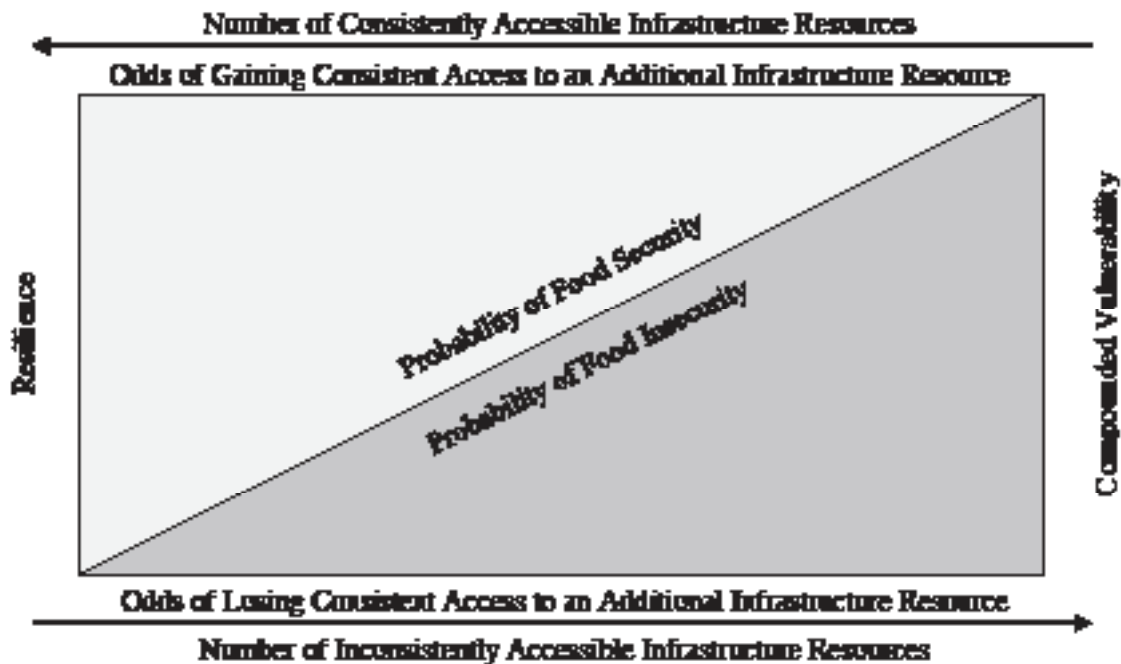 Number of Consistently Accessible Infrastructure Resources
Odds of Gaining Consistent Access to an Additional Infrastructure Resource
Resilience
Probability of Food Security
Probability of Food Insecurity
Compounded Vulnerability
Odds of Losing Consistent Access to an Additional Infrastructure Resource
Number of Inconsistently Accessible Infrastructure Resources